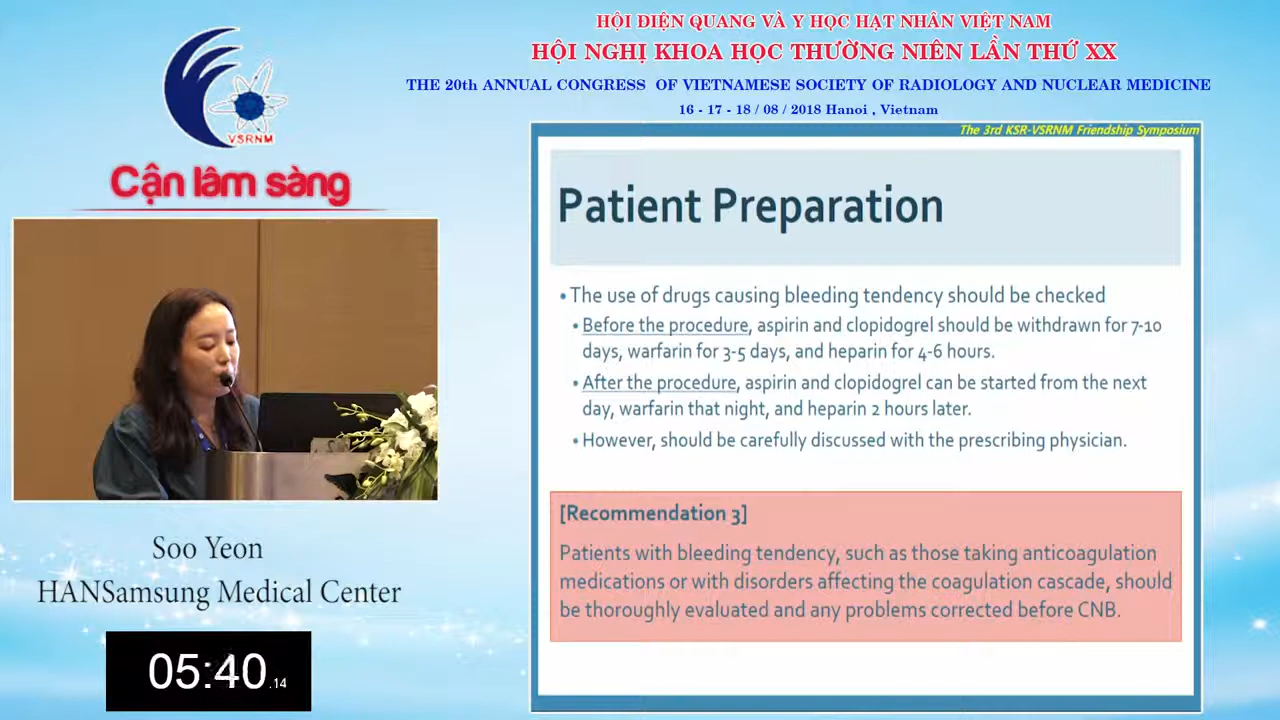 HỘI ĐIỆN QUANG VÀ Y HỌC HẠT NHÂN VIỆT NAM
HỘI NGHỊ KHOA HỌC THƯỜNG NIÊN LẦN THỨ XX
THE 20th ANNUAL CONGRESS OF VIETNAMESE SOCIETY OF RADIOLOGY AND NUCLEAR MEDICINE
16 - 17 - 18 / 08 / 2018 Hanoi , Vietnam
VSRNM
Cận lâm sàng
The 3rd KSR-VSRNM Friendship Symposium
Patient Preparation
• The use of drugs causing bleeding tendency should be checked
• Before the procedure, aspirin and clopidogrel should be withdrawn for 7-10
days, warfarin for 3-5 days, and heparin for 4-6 hours.
• After the procedure, aspirin and clopidogrel can be started from the next
day, warfarin that night, and heparin 2 hours later.
• However, should be carefully discussed with the prescribing physician.
[Recommendation 3]
Patients with bleeding tendency, such as those taking anticoagulation
medications or with disorders affecting the coagulation cascade, should
be thoroughly evaluated and any problems corrected before CNB.
Soo Yeon
HANSamsung Medical Center
05:40.14